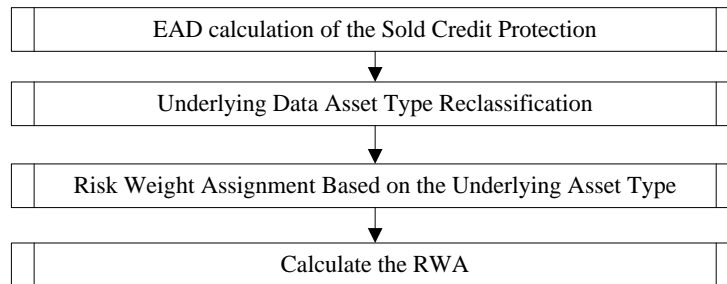 EAD calculation of the Sold Credit Protection
Underlying Data Asset Type Reclassification
Risk Weight Assignment Based on the Underlying Asset Type
Calculate the RWA